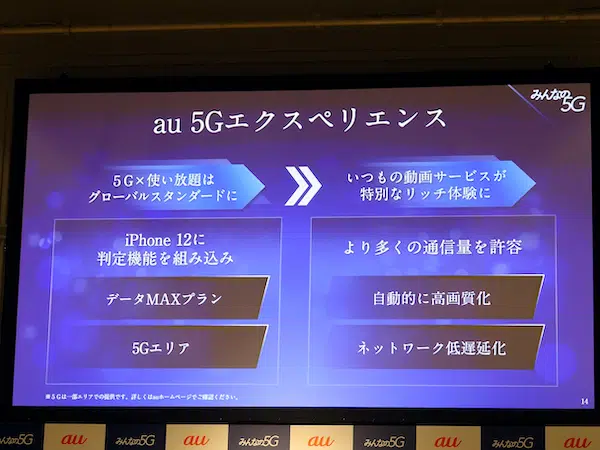 みんなの
5G
au 5Gエクスペリエンス
5G×使い放題は
グローバルスタンダードに
いつもの動画サービスが
特別なリッチ体験に
iPhone 12に
判定機能を組み込み
データMAXプラン
5Gエリア
より多くの通信量を許容
自動的に高画質化
ネットワーク低遅延化
※5Gは一部エリアでの提供です。詳しくはauホームページでご確認ください。
14
au みんなの5G au みんなの5G au みんなの5G au みんなの5G au